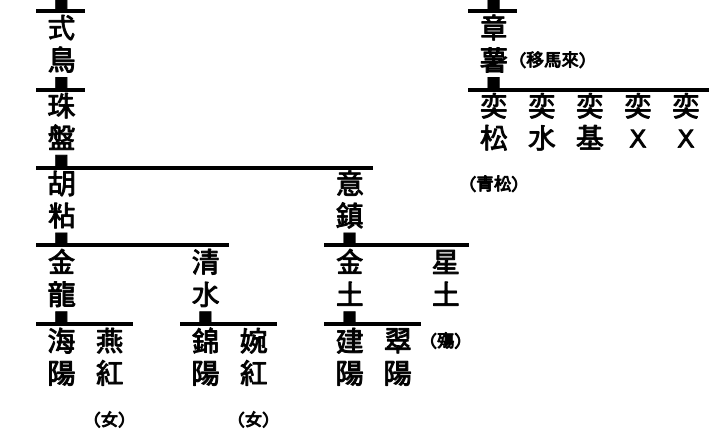 式鳥
章薯 (移馬來)
珠盤
奕松 奕水 奕基 奕X 奕X
(青松)
胡粘 意鎮
金龍 清水 金土 星土
(殤)
海陽 燕紅 錦陽 婉紅 建陽 翠陽
(女) (女)